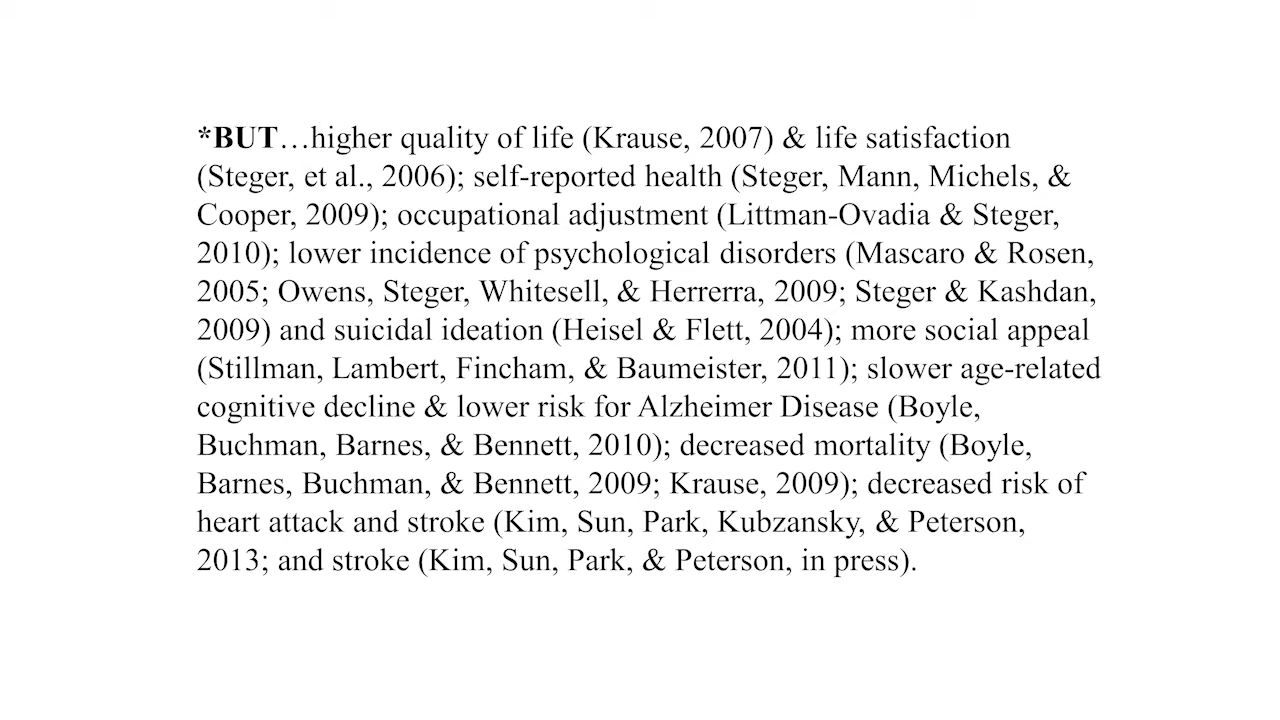 *BUT…higher quality of life (Krause, 2007) & life satisfaction
(Steger, et al., 2006); self-reported health (Steger, Mann, Michels, &
Cooper, 2009); occupational adjustment (Littman-Ovadia & Steger,
2010); lower incidence of psychological disorders (Mascaro & Rosen,
2005; Owens, Steger, Whitesell, & Herrerra, 2009; Steger & Kashdan,
2009) and suicidal ideation (Heisel & Flett, 2004); more social appeal
(Stillman, Lambert, Fincham, & Baumeister, 2011); slower age-related
cognitive decline & lower risk for Alzheimer Disease (Boyle,
Buchman, Barnes, & Bennett, 2010); decreased mortality (Boyle,
Barnes, Buchman, & Bennett, 2009; Krause, 2009); decreased risk of
heart attack and stroke (Kim, Sun, Park, Kubzansky, & Peterson,
2013; and stroke (Kim, Sun, Park, & Peterson, in press).